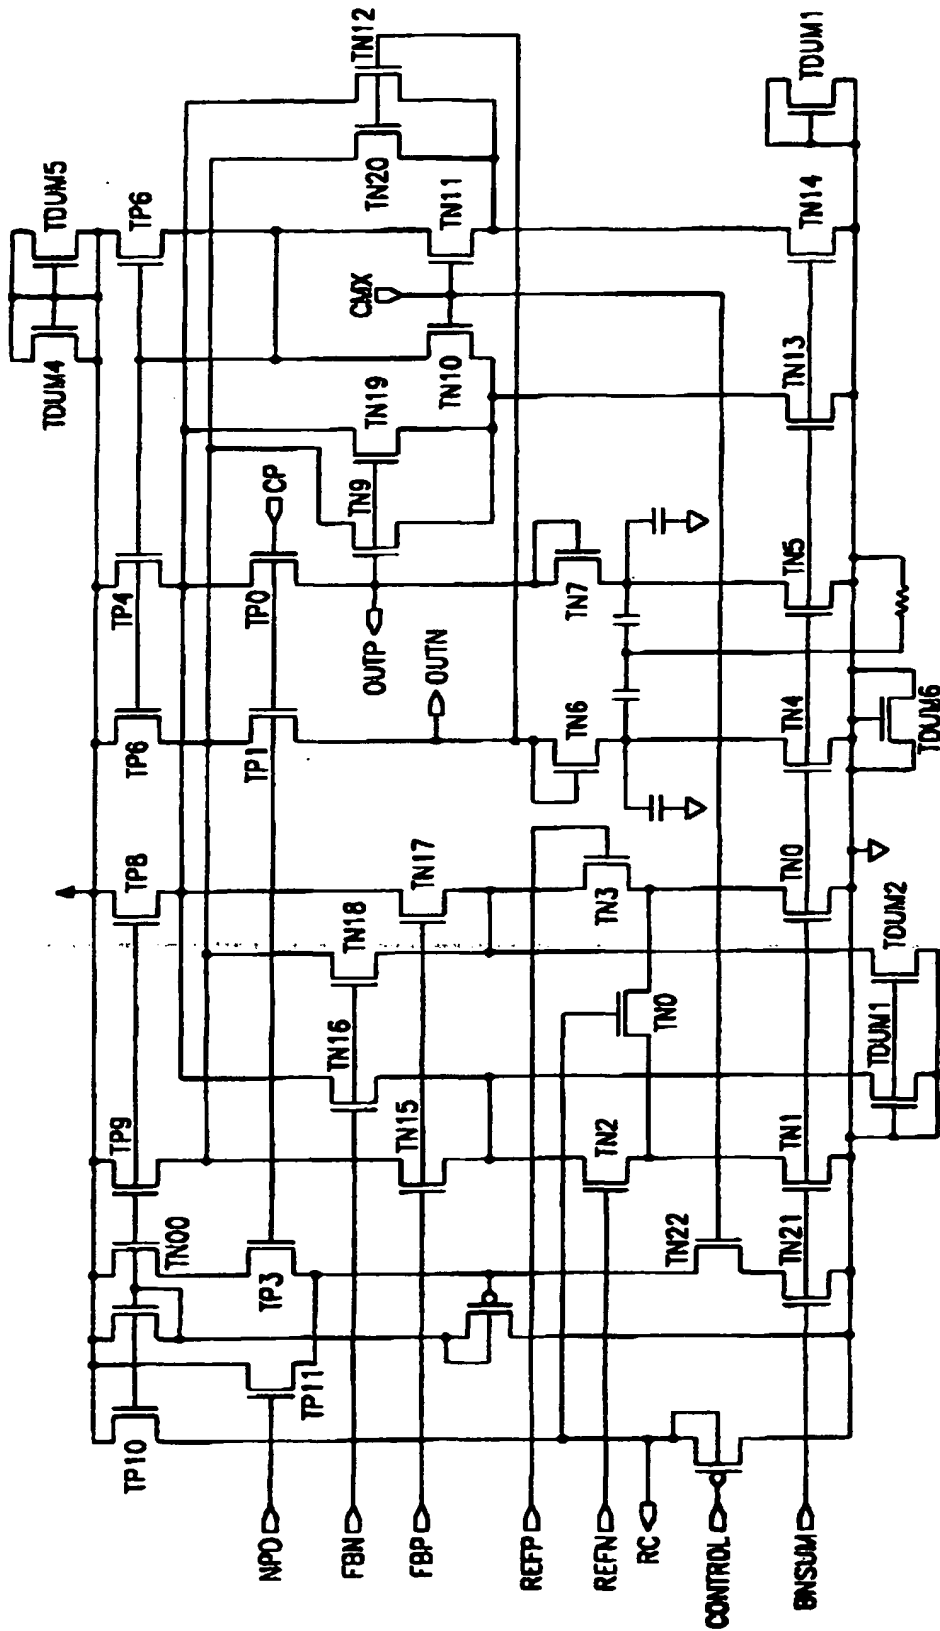 TN12
TDUM1
TDUM5
TP6
TN20
TN11
TN14
CMX
TDUM4
TN10
TN13
TN19
CP
TN9
TP4
TP0
TN7
TN5
OUTP
OUTN
TP6
TP1
TN6
TN4
TDUM6
TP8
TN17
TN3
TN0
TN18
TDUM2
TN16
TN0
TDUM1
TP9
TN15
TN2
TN1
TN00
TP3
TN22
TN21
TP11
TP10
NPD
FBN
FBP
REFP
REFN
RC
CONTROL
BNSUM